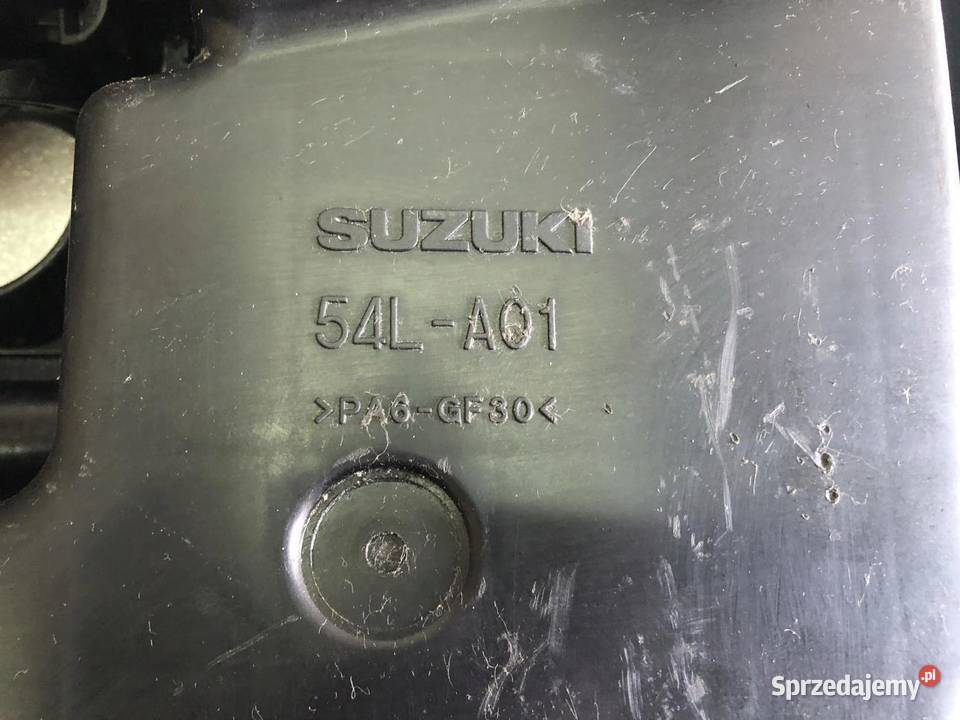 SUZUKI
54L-A01
>PA6-GF30<
Sprzedajemy.pl